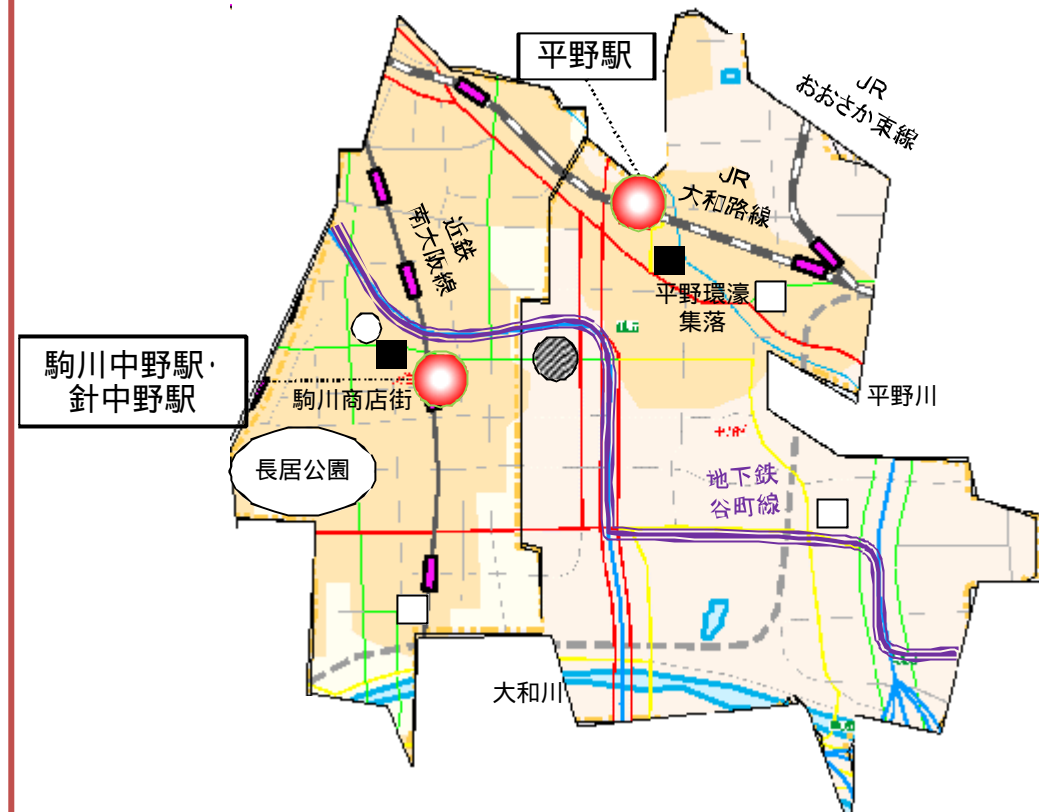 平野駅
JR
おおさか東線
JR
大和路線
近鉄
南大阪線
平野環濠
集落
駒川中野駅・
針中野駅
駒川商店街
平野川
長居公園
地下鉄
谷町線
大和川